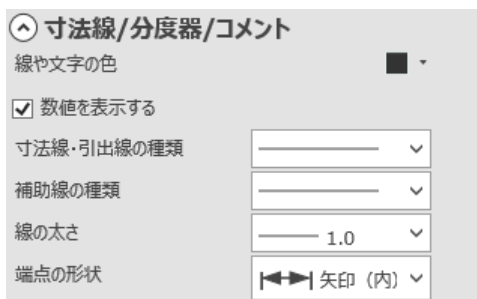 寸法線/分度器/コメント
線や文字の色
数値を表示する
寸法線・引出線の種類
補助線の種類
線の太さ 1.0
端点の形状 矢印（内）